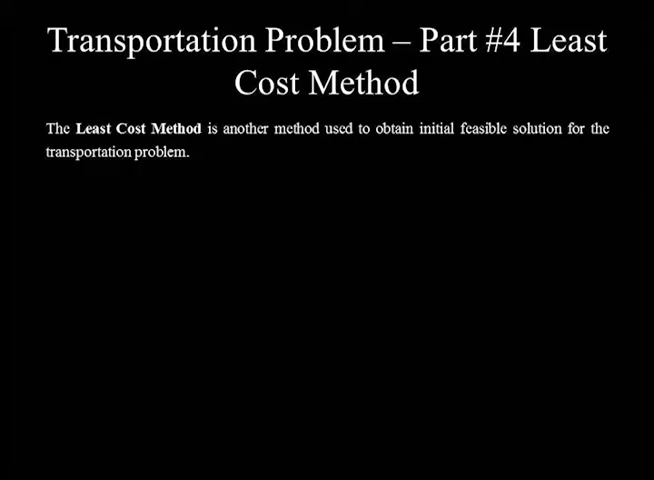 Transportation Problem – Part #4 Least
Cost Method
The Least Cost Method is another method used to obtain initial feasible solution for the
transportation problem.